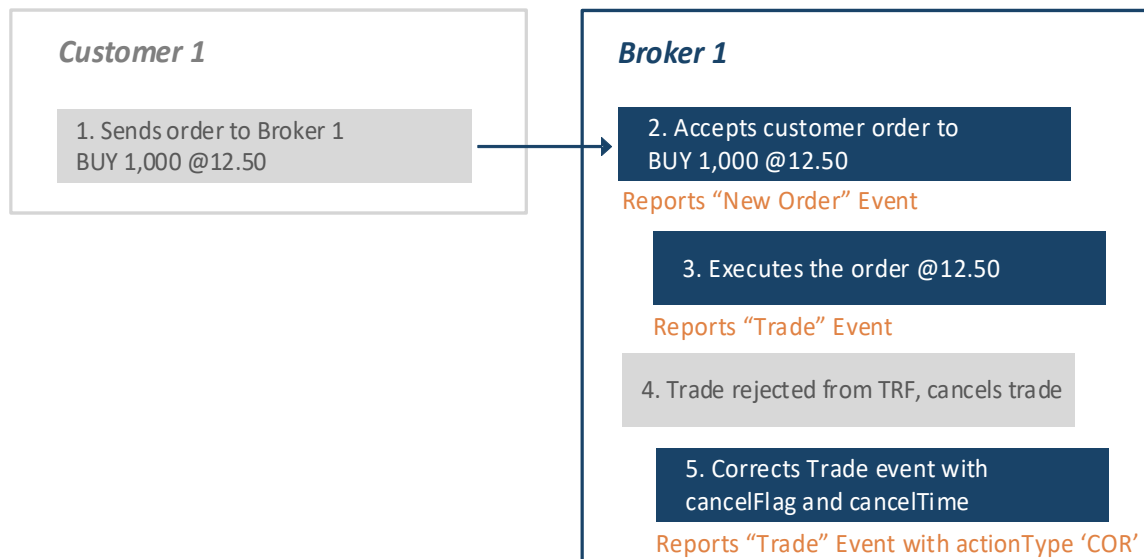 Customer 1
1. Sends order to Broker 1
BUY 1,000 @12.50
Broker 1
2. Accepts customer order to
BUY 1,000 @12.50
Reports “New Order” Event
3. Executes the order @12.50
Reports “Trade” Event
4. Trade rejected from TRF, cancels trade
5. Corrects Trade event with
cancelFlag and cancelTime
Reports “Trade” Event with actionType ‘COR’